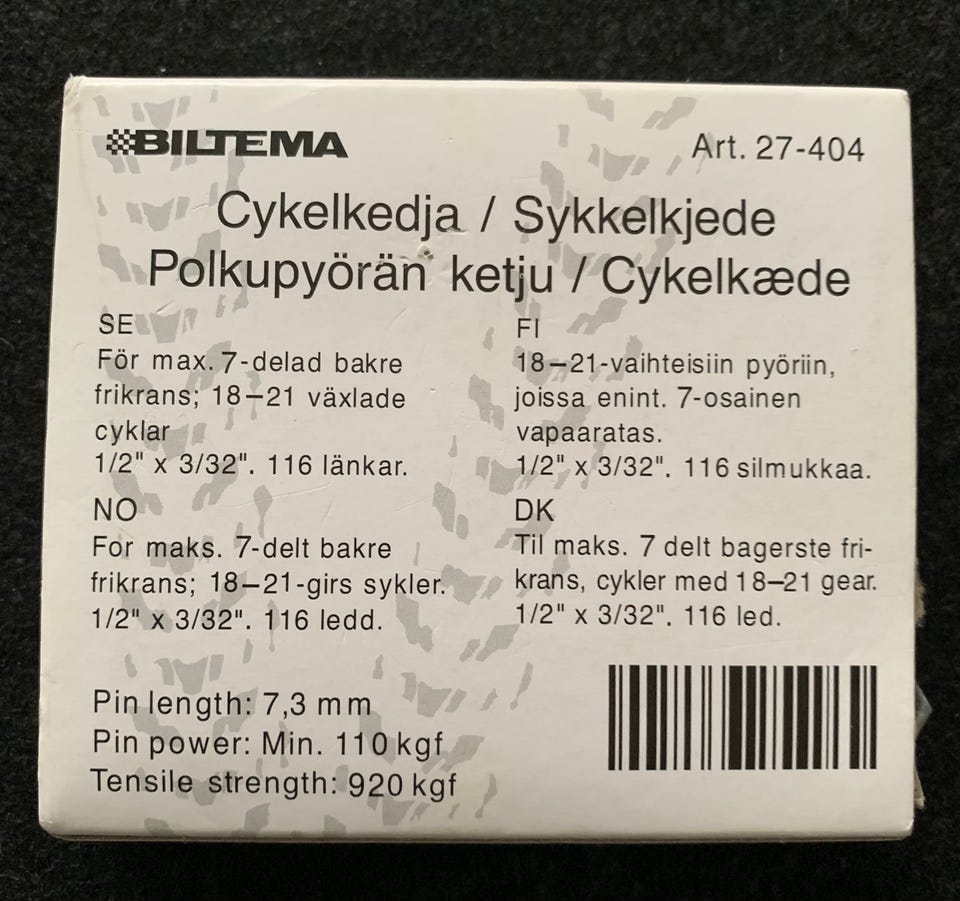 BILTEMA
Art. 27-404
Cykelkedja / Sykkelkjede
Polkupyörän ketju / Cykelkæde
SE
För max. 7-delad bakre
frikrans; 18–21 växlade
cyklar
1/2" x 3/32". 116 länkar.
FI
18–21-vaihteisiin pyöriin,
joissa enint. 7-osainen
vapaaratas.
1/2" x 3/32". 116 silmukkaa.
NO
For maks. 7-delt bakre
frikrans; 18–21-girs sykler.
1/2" x 3/32". 116 ledd.
DK
Til maks. 7 delt bagerste fri-
krans, cykler med 18–21 gear.
1/2" x 3/32". 116 led.
Pin length: 7,3 mm
Pin power: Min. 110 kgf
Tensile strength: 920 kgf